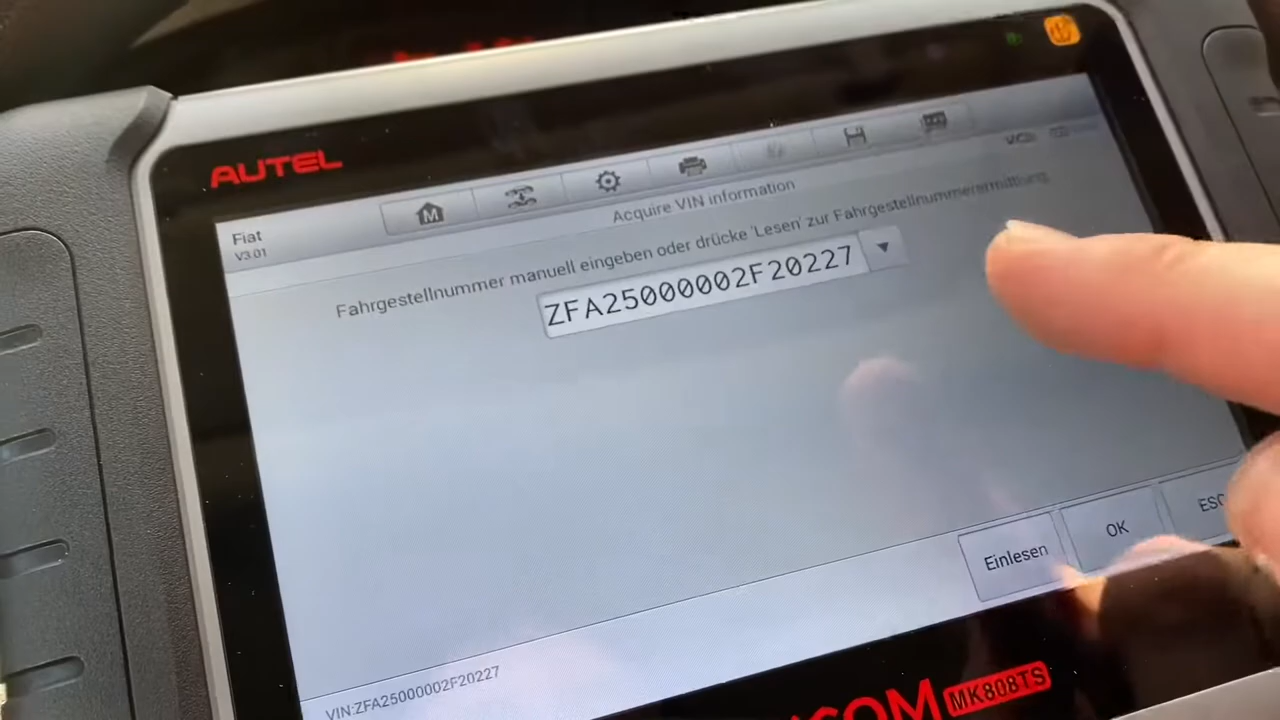 AUTEL
Fiat
V3.01
M
Acquire VIN information
Fahrgestellnummer manuell eingeben oder drücke 'Lesen' zur Fahrgestellnummerermittlung.
ZFA25000002F20227
Einlesen
OK
ESC
VIN:ZFA25000002F20227
COM MK808TS